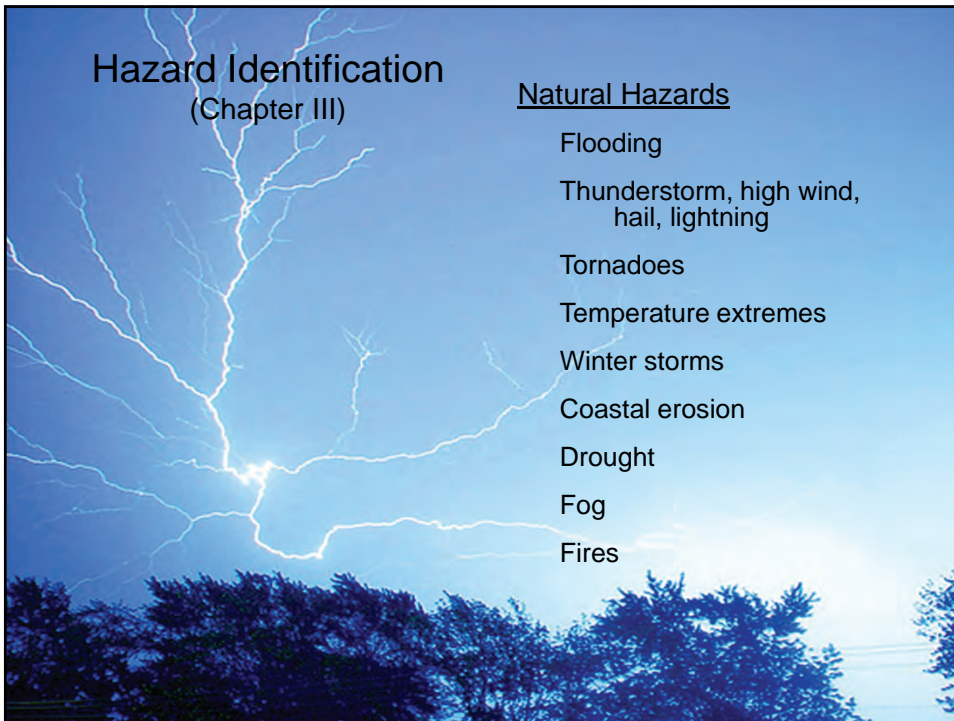 Hazard Identification
(Chapter III)
Natural Hazards
Flooding
Thunderstorm, high wind,
hail, lightning
Tornadoes
Temperature extremes
Winter storms
Coastal erosion
Drought
Fog
Fires